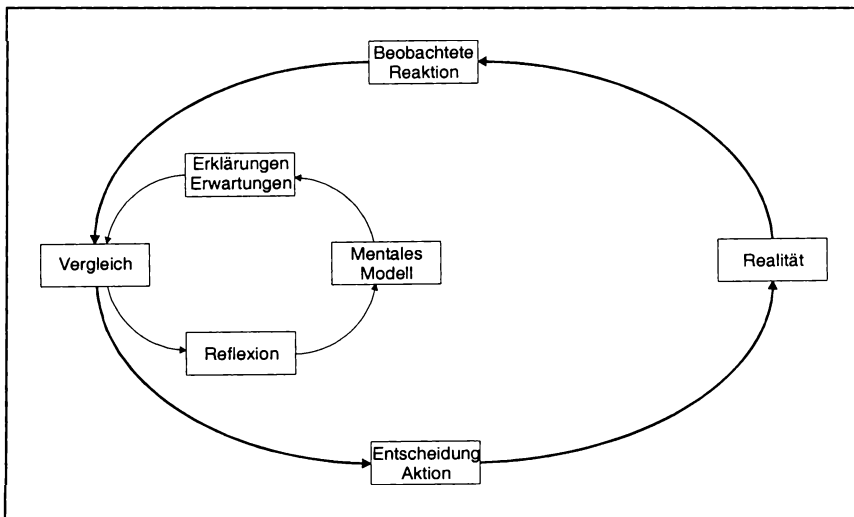 Beobachtete
Reaktion
Erklärungen
Erwartungen
Vergleich
Mentales
Modell
Realität
Reflexion
Entscheidung
Aktion